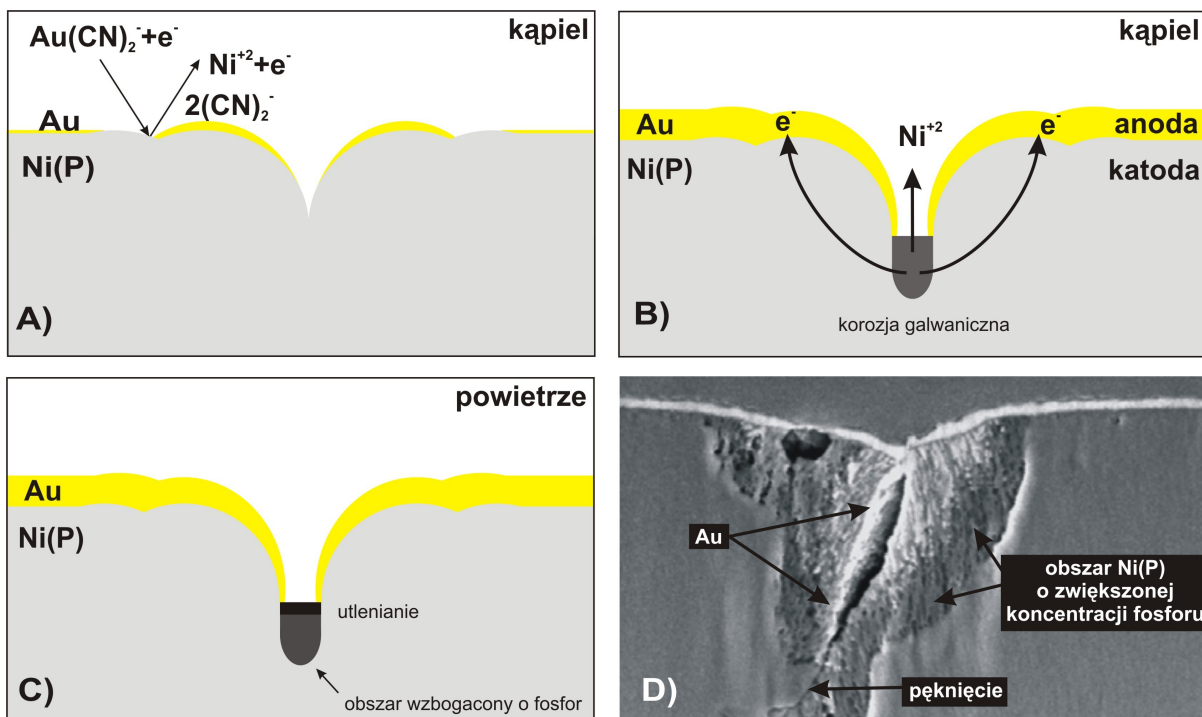 kąpiel
Au(CN)₂⁻+e⁻
Ni⁺²+e⁻
2(CN)₂⁻
Au
Ni(P)
A)
kąpiel
Au
e⁻
Ni⁺²
e⁻
anoda
Ni(P)
katoda
korozja galwaniczna
B)
powietrze
Au
Ni(P)
utlenianie
obszar wzbogacony o fosfor
C)
Au
obszar Ni(P)
o zwiększonej
koncentracji fosforu
pęknięcie
D)